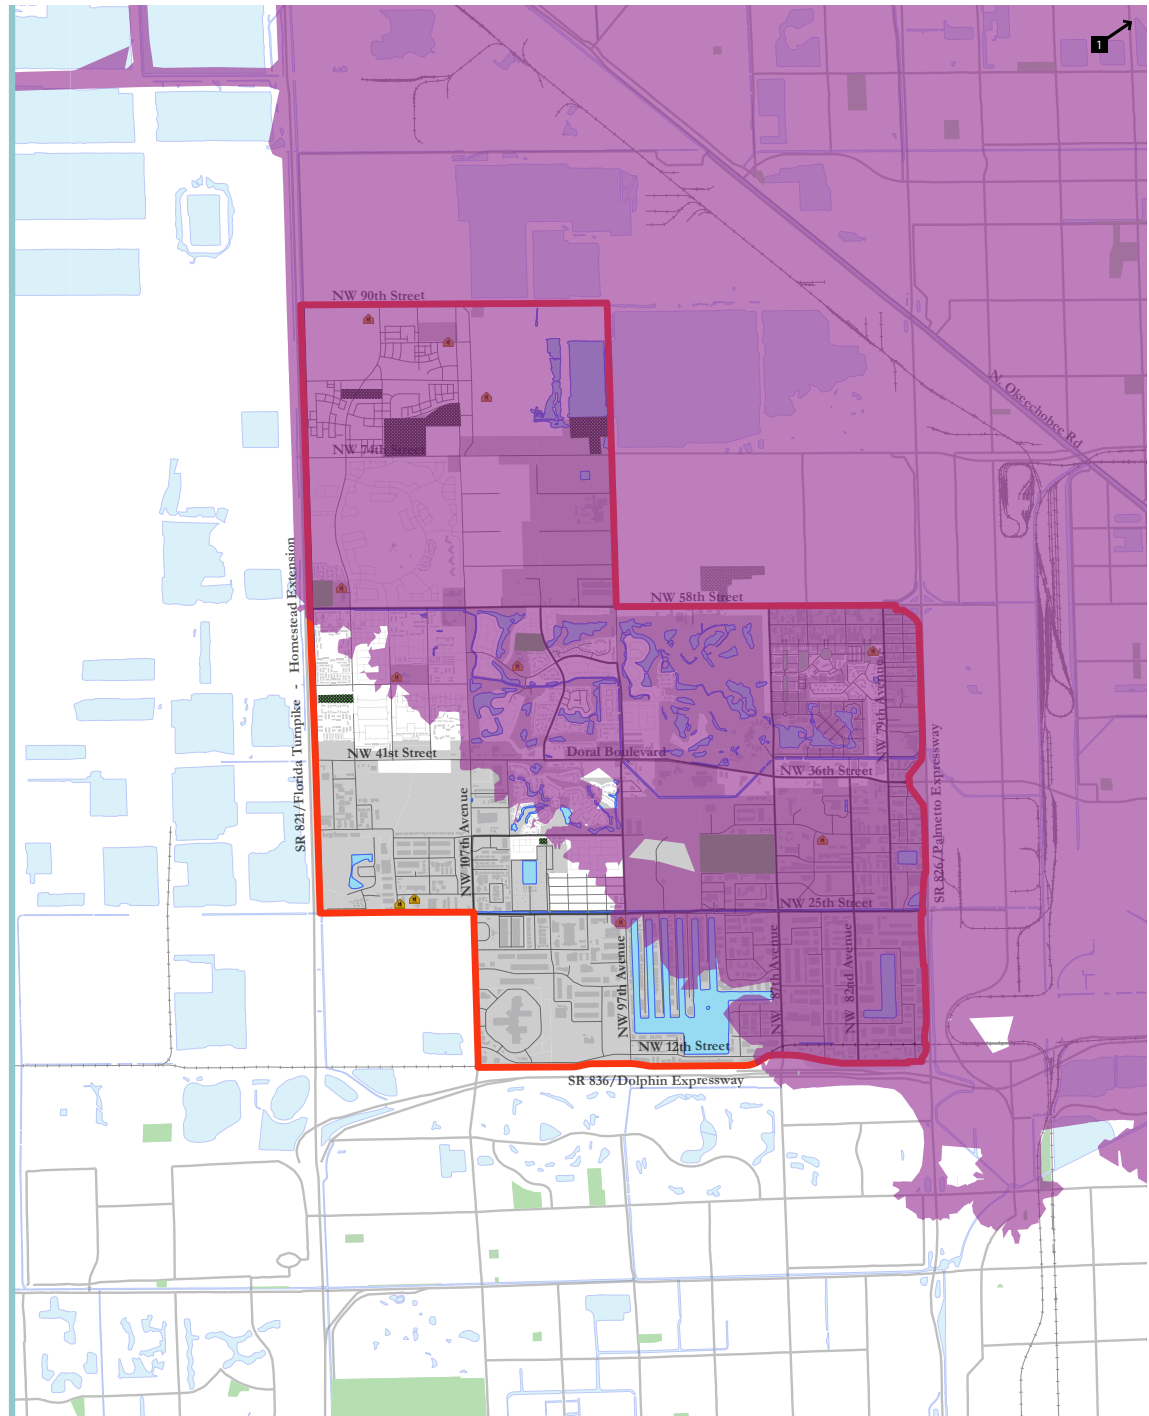 1
NW 90th Street
N. Okeechobee Rd
NW 74th Street
SR 821/Florida Turnpike - Homestead Extension
NW 58th Street
NW 79th Avenue
NW 41st Street
Doral Boulevard
NW 36th Street
SR 826/Palmetto Expressway
NW 107th Avenue
NW 25th Street
NW 97th Avenue
NW 87th Avenue
NW 82nd Avenue
NW 12th Street
SR 836/Dolphin Expressway